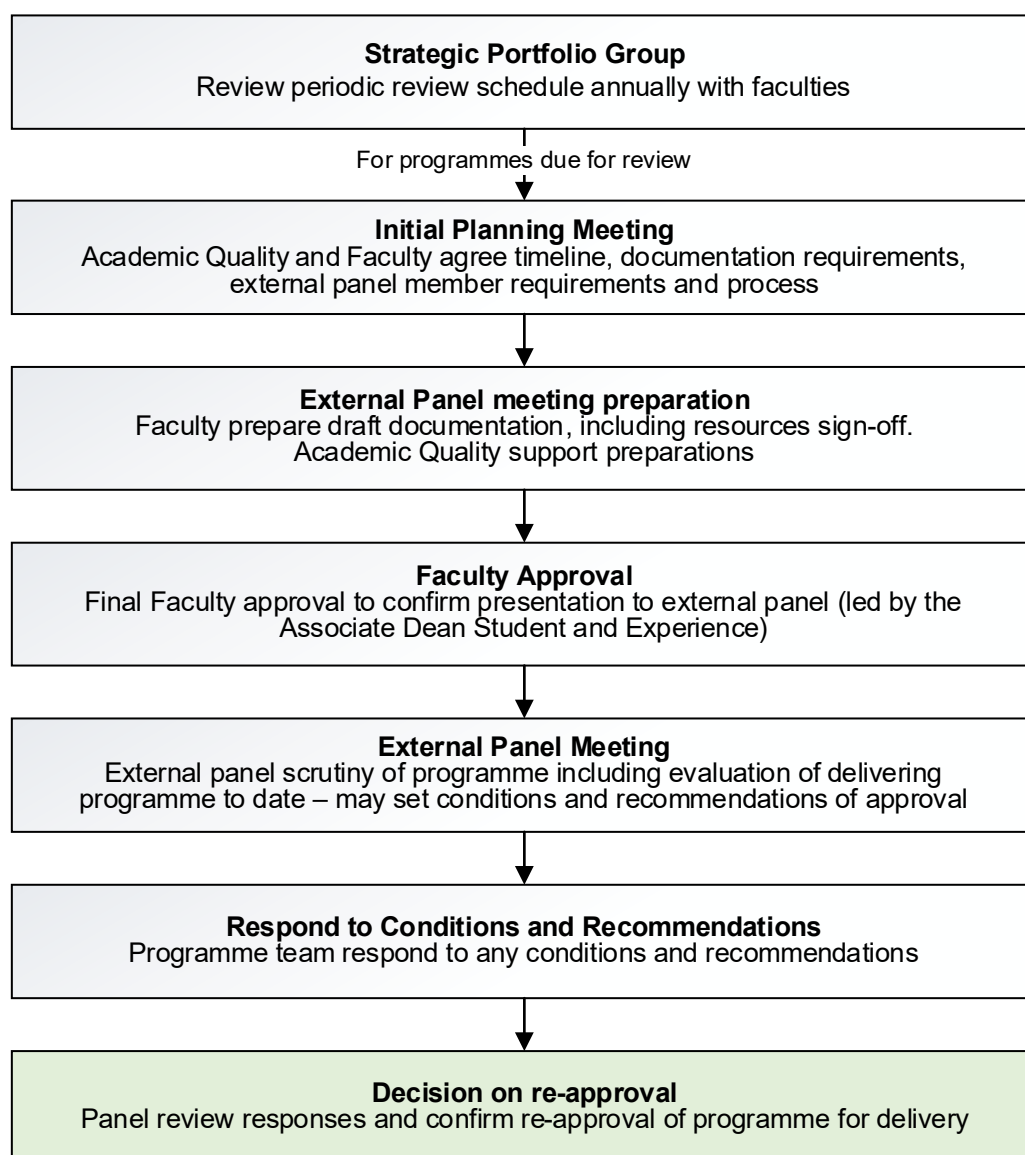 Strategic Portfolio Group
Review periodic review schedule annually with faculties
For programmes due for review
Initial Planning Meeting
Academic Quality and Faculty agree timeline, documentation requirements,
external panel member requirements and process
External Panel meeting preparation
Faculty prepare draft documentation, including resources sign-off.
Academic Quality support preparations
Faculty Approval
Final Faculty approval to confirm presentation to external panel (led by the
Associate Dean Student and Experience)
External Panel Meeting
External panel scrutiny of programme including evaluation of delivering
programme to date – may set conditions and recommendations of approval
Respond to Conditions and Recommendations
Programme team respond to any conditions and recommendations
Decision on re-approval
Panel review responses and confirm re-approval of programme for delivery